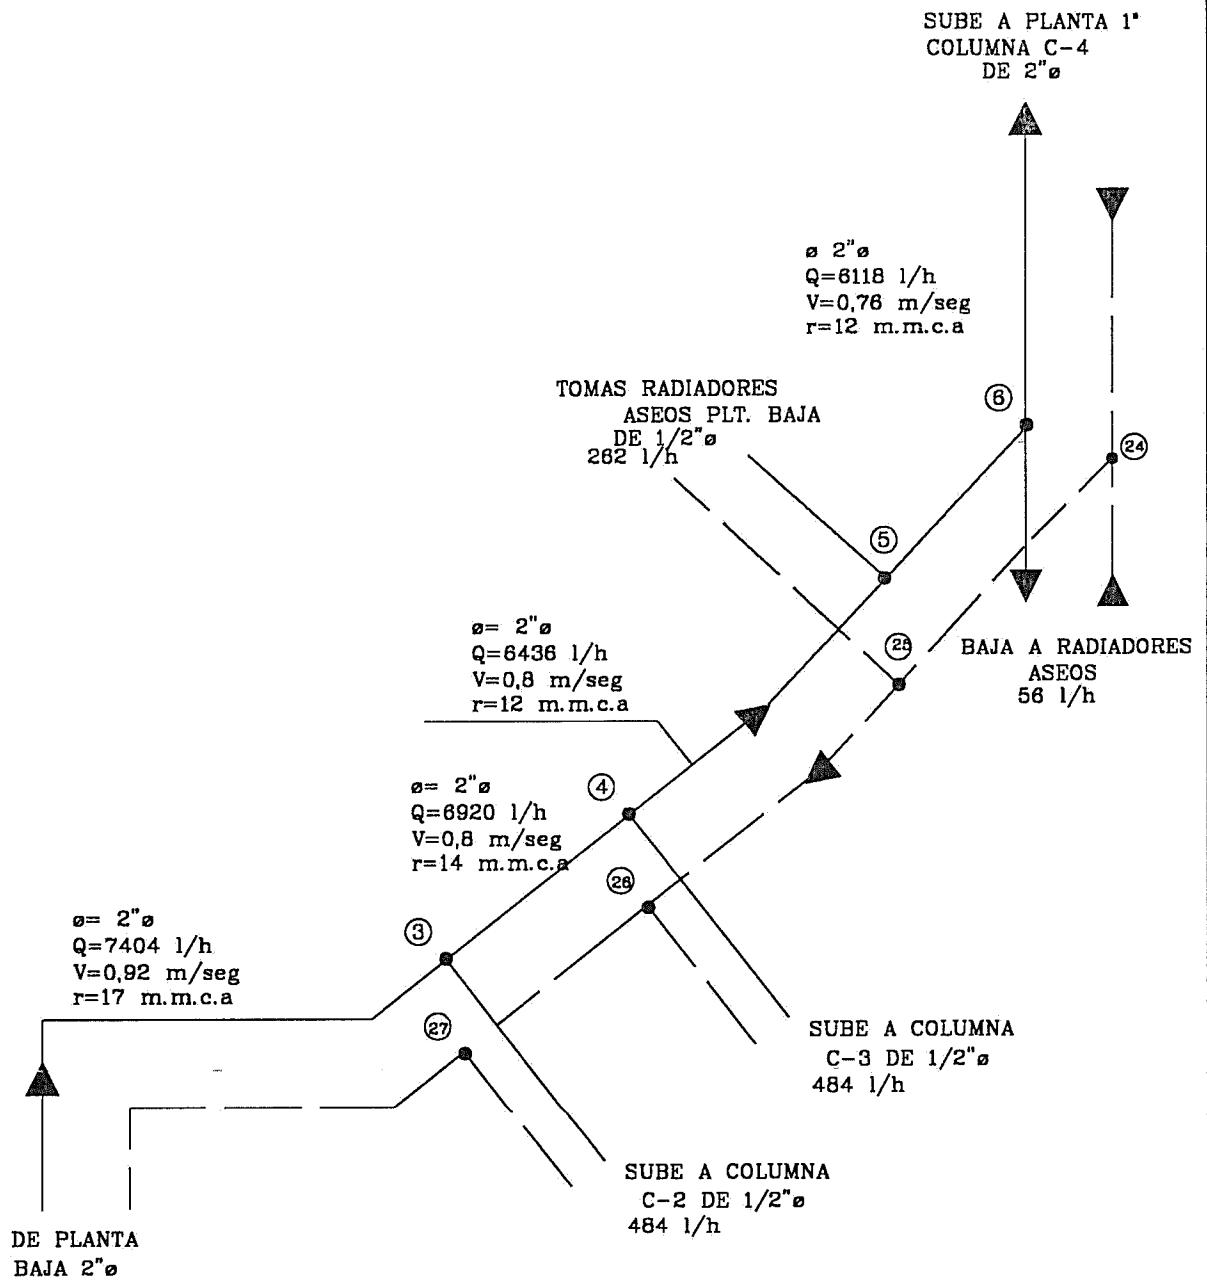 SUBE A PLANTA 1ª
COLUMNA C-4
DE 2"ø
ø 2"ø
Q=6118 l/h
V=0,76 m/seg
r=12 m.m.c.a
TOMAS RADIADORES
ASEOS PLT. BAJA
DE 1/2"ø
262 l/h
6
24
5
ø= 2"ø
Q=6436 l/h
V=0,8 m/seg
r=12 m.m.c.a
25
BAJA A RADIADORES
ASEOS
56 l/h
ø= 2"ø
Q=6920 l/h
V=0,8 m/seg
r=14 m.m.c.a
4
26
ø= 2"ø
Q=7404 l/h
V=0,92 m/seg
r=17 m.m.c.a
3
27
SUBE A COLUMNA
C-3 DE 1/2"ø
484 l/h
SUBE A COLUMNA
C-2 DE 1/2"ø
484 l/h
DE PLANTA
BAJA 2"ø